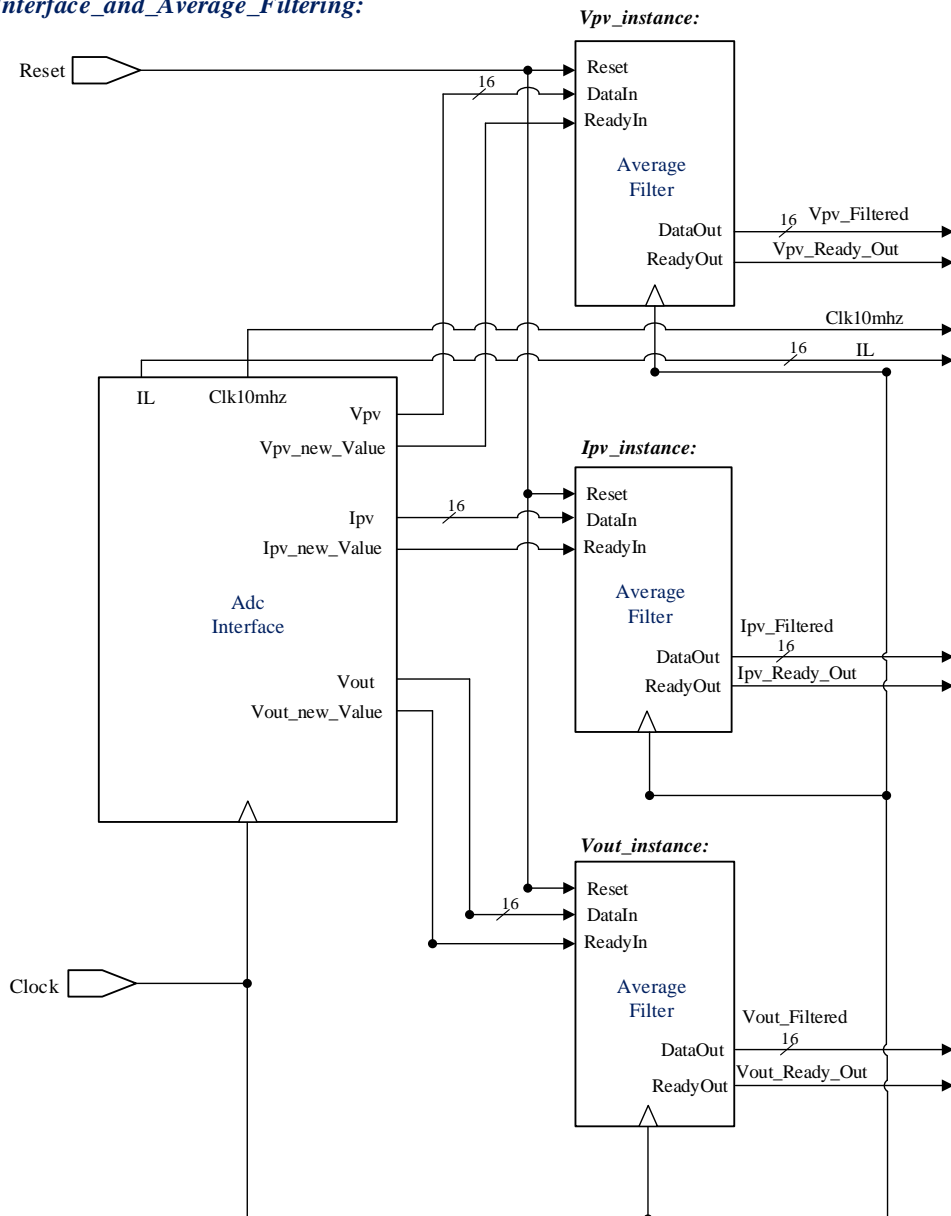 nterface_and_Average_Filtering:
Vpv_instance:
Reset
16
Reset
DataIn
ReadyIn
Average
Filter
DataOut
ReadyOut
16
Vpv_Filtered
Vpv_Ready_Out
Clk10mhz
16
IL
IL
Clk10mhz
Vpv
Vpv_new_Value
Ipv
Ipv_new_Value
Adc
Interface
Vout
Vout_new_Value
16
Ipv_instance:
Reset
DataIn
ReadyIn
Average
Filter
DataOut
ReadyOut
Ipv_Filtered
16
Ipv_Ready_Out
Vout_instance:
16
Reset
DataIn
ReadyIn
Average
Filter
DataOut
ReadyOut
Vout_Filtered
16
Vout_Ready_Out
Clock